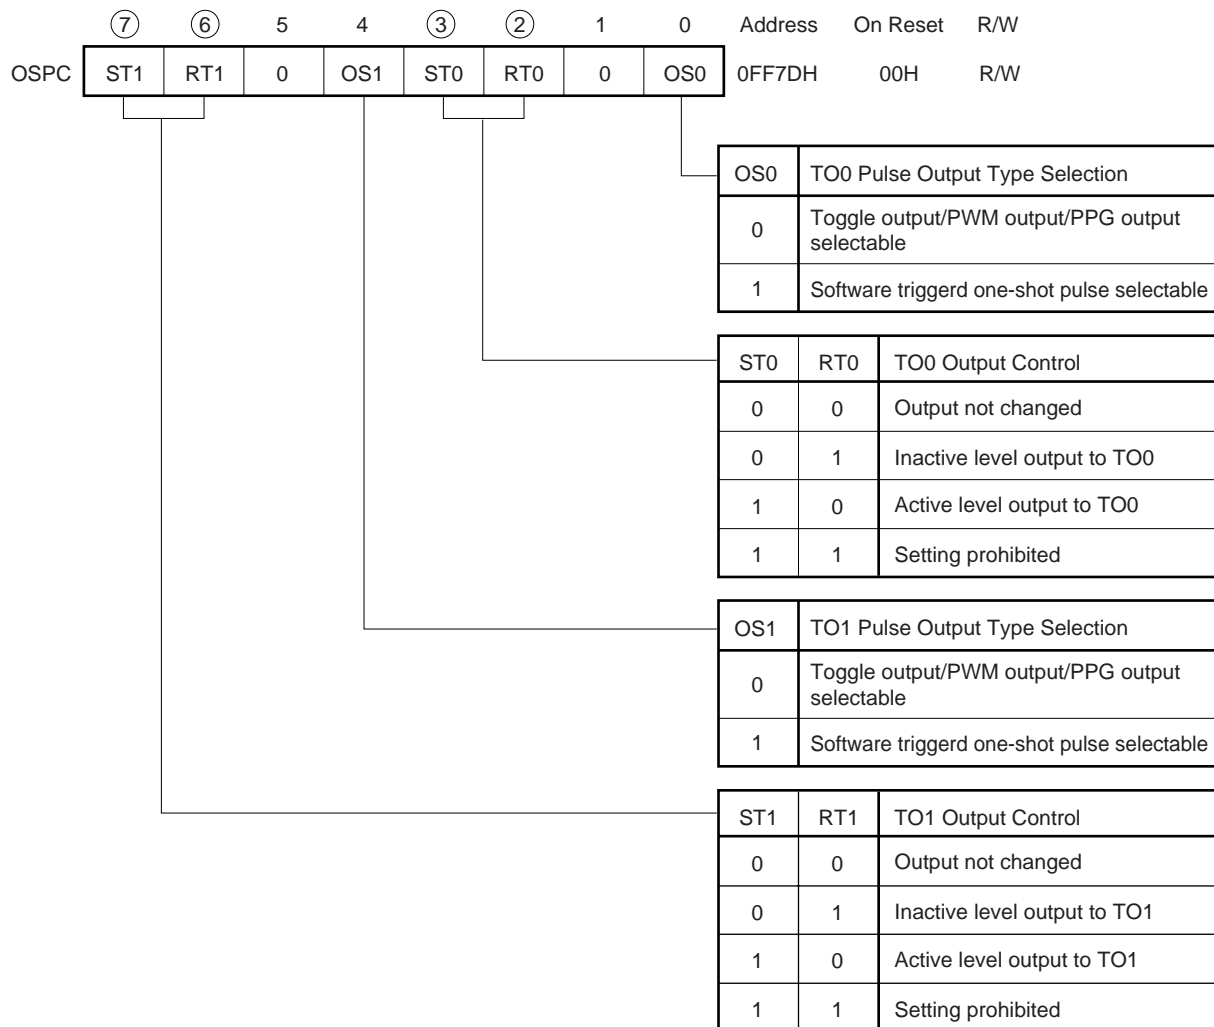 ⑦ ⑥ 5 4 ③ ② 1 0 Address On Reset R/W
OSPC ST1 RT1 0 OS1 ST0 RT0 0 OS0 0FF7DH 00H R/W
OS0 TO0 Pulse Output Type Selection
0 Toggle output/PWM output/PPG output
selectable
1 Software triggerd one-shot pulse selectable
ST0 RT0 TO0 Output Control
0 0 Output not changed
0 1 Inactive level output to TO0
1 0 Active level output to TO0
1 1 Setting prohibited
OS1 TO1 Pulse Output Type Selection
0 Toggle output/PWM output/PPG output
selectable
1 Software triggerd one-shot pulse selectable
ST1 RT1 TO1 Output Control
0 0 Output not changed
0 1 Inactive level output to TO1
1 0 Active level output to TO1
1 1 Setting prohibited